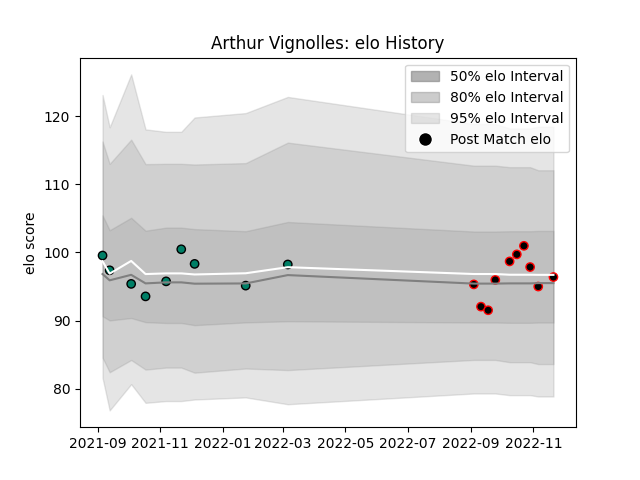 Arthur Vignolles: elo History
50% elo Interval
80% elo Interval
95% elo Interval
Post Match elo
elo score
120
110
100
90
80
2021-09 2021-11 2022-01 2022-03 2022-05 2022-07 2022-09 2022-11